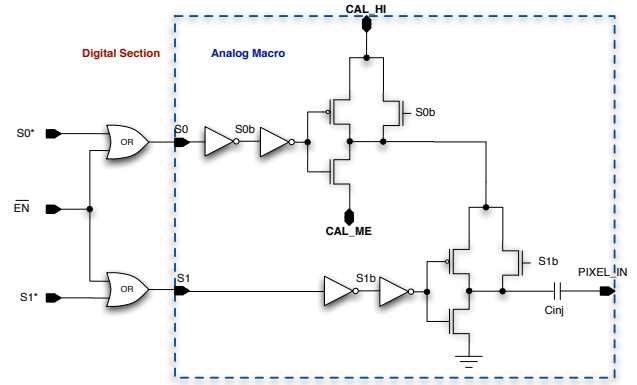 CAL_HI
Digital Section
Analog Macro
S0*
OR
S0
S0b
S0b
EN
CAL_ME
S1*
OR
S1
S1b
S1b
PIXEL_IN
Cinj